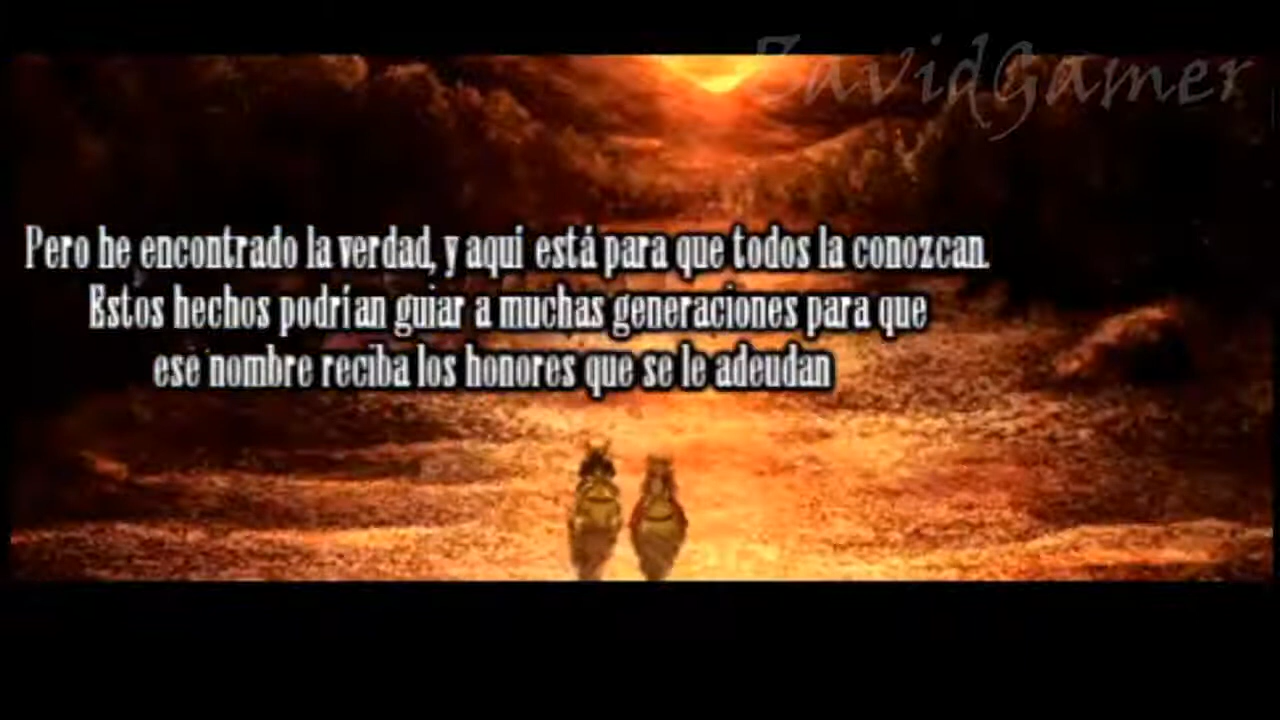 ZavidGamer
Pero he encontrado la verdad, y aquí está para que todos la conozcan.
Estos hechos podrían guiar a muchas generaciones para que
ese nombre reciba los honores que se le adeudan